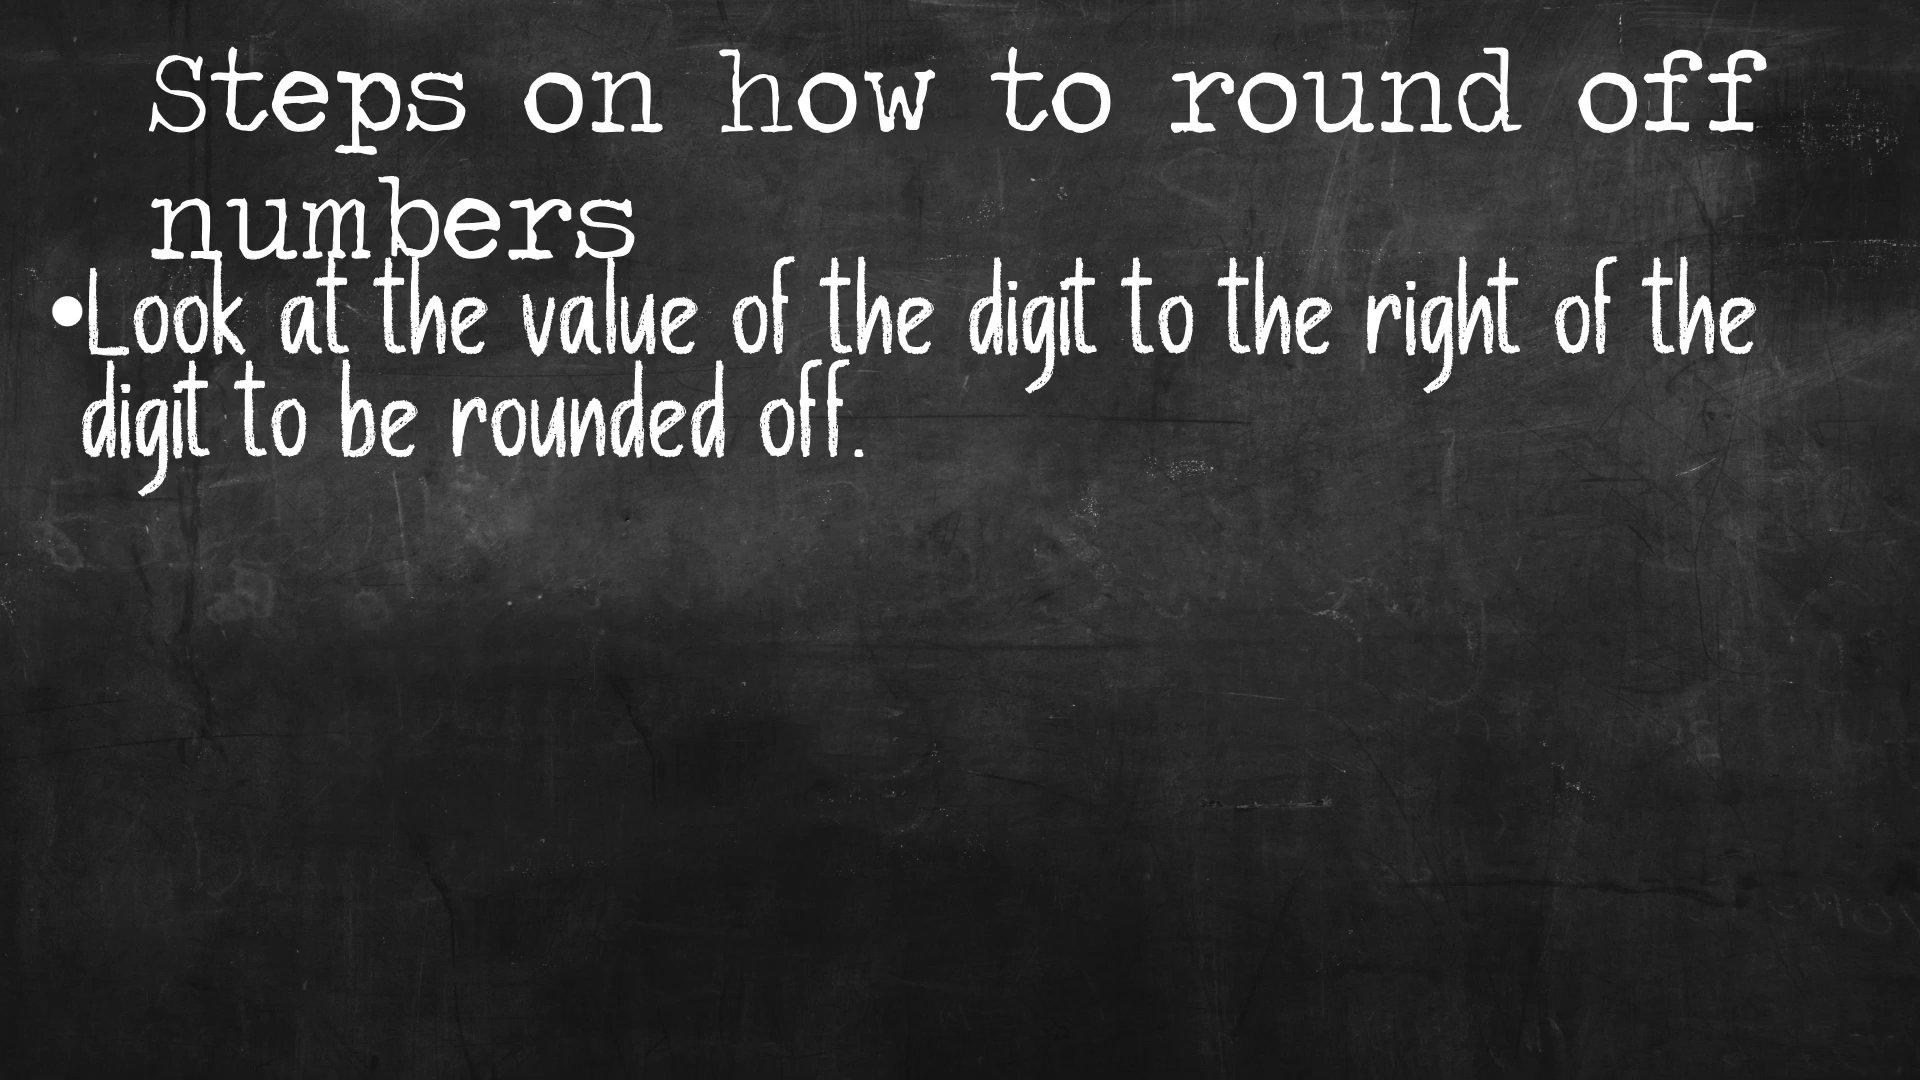 Steps on how to round off
numbers
•Look at the value of the digit to the right of the
digit to be rounded off.